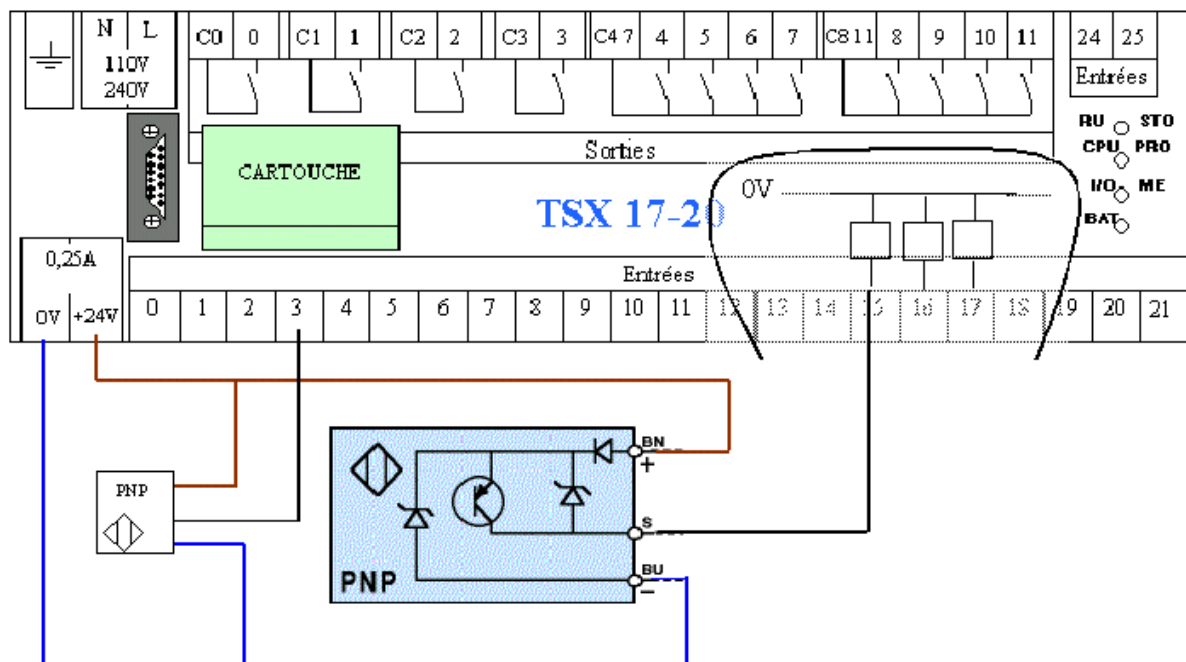 N L C0 0 C1 1 C2 2 C3 3 C4 7 4 5 6 7 C8 11 8 9 10 11 24 25
110V
240V
Entrées
RU STO
CPU PRO
I/O ME
BAT
Sorties
CARTOUCHE
TSX 17-20
0V
0,25A
Entrées
0V +24V 0 1 2 3 4 5 6 7 8 9 10 11 12 13 14 15 16 17 18 19 20 21
BN
+
PNP
S
BU
−
PNP